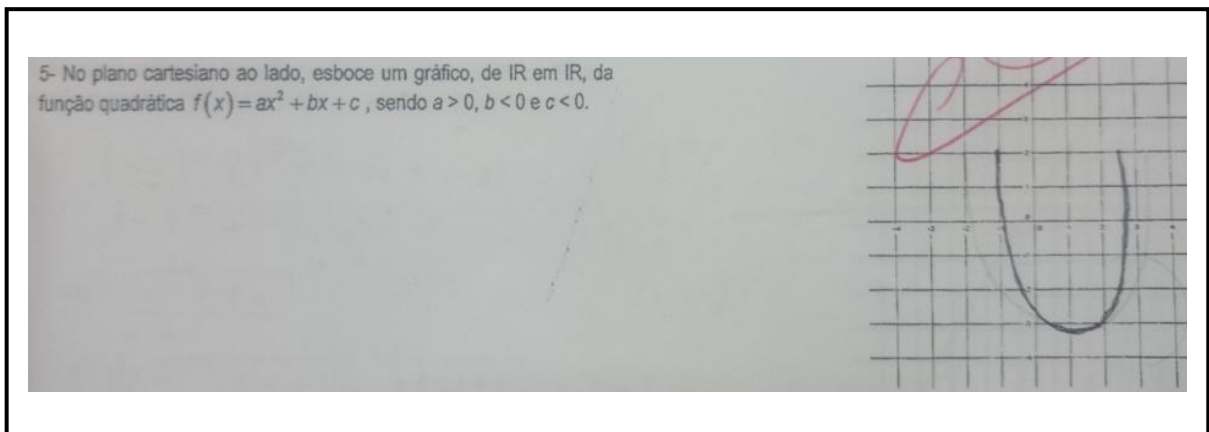 5- No plano cartesiano ao lado, esboce um gráfico, de IR em IR, da
função quadrática f(x)=ax²+bx+c , sendo a > 0, b < 0 e c < 0.